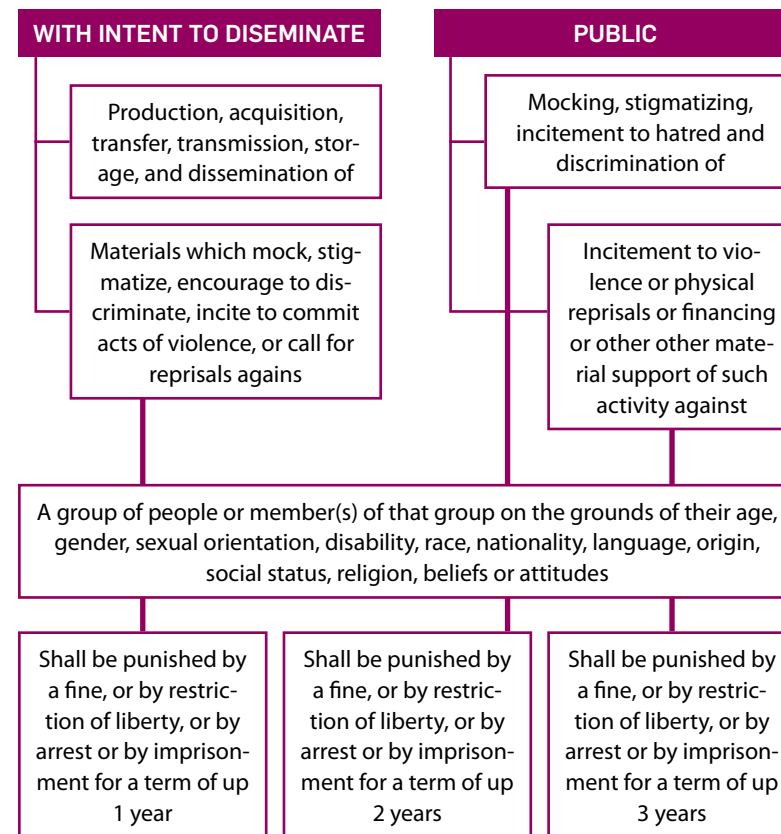 WITH INTENT TO DISEMINATE
Production, acquisition,
transfer, transmission, stor-
age, and dissemination of
Materials which mock, stig-
matize, encourage to dis-
criminate, incite to commit
acts of violence, or call for
reprisals agains
PUBLIC
Mocking, stigmatizing,
incitement to hatred and
discrimination of
Incitement to vio-
lence or physical
reprisals or financing
or other other mate-
rial support of such
activity against
A group of people or member(s) of that group on the grounds of their age,
gender, sexual orientation, disability, race, nationality, language, origin,
social status, religion, beliefs or attitudes
Shall be punished by
a fine, or by restric-
tion of liberty, or by
arrest or by imprison-
ment for a term of up
1 year
Shall be punished by
a fine, or by restric-
tion of liberty, or by
arrest or by imprison-
ment for a term of up
2 years
Shall be punished by
a fine, or by restric-
tion of liberty, or by
arrest or by imprison-
ment for a term of up
3 years